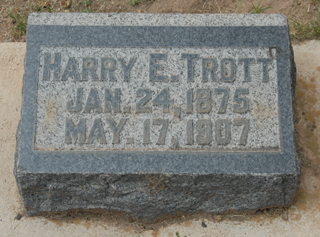 HARRY E. TROTT
JAN. 24, 1875
MAY. 17, 1907